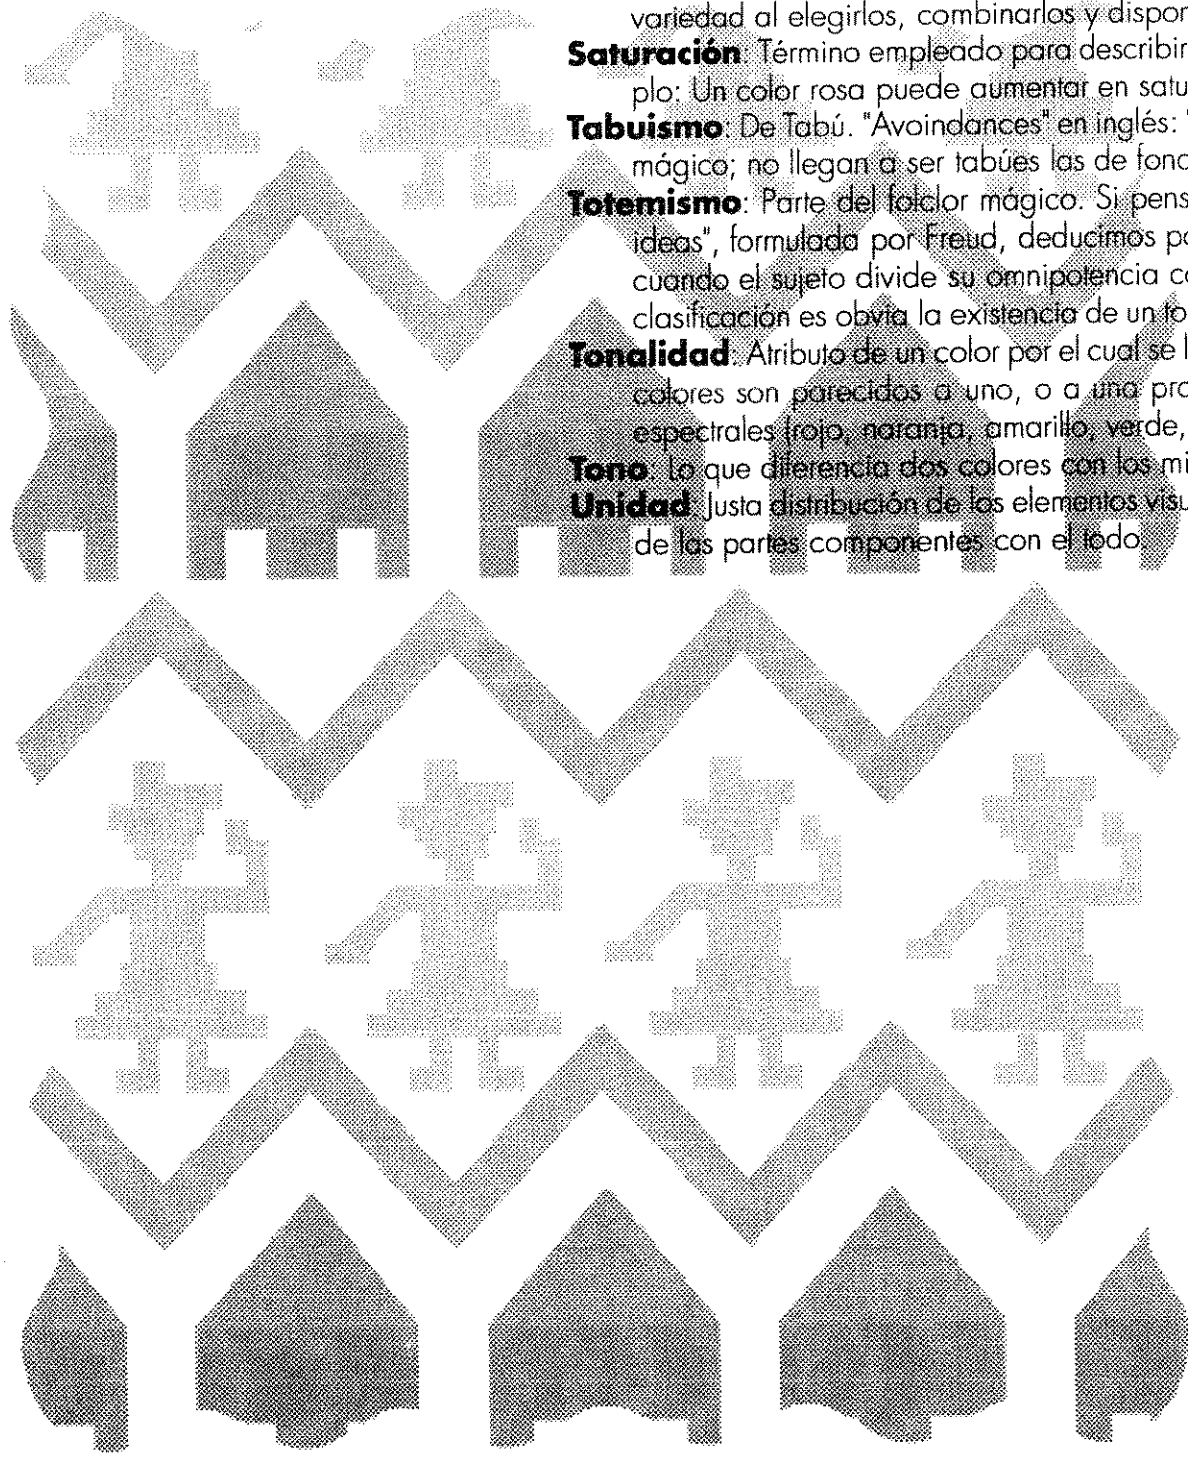 variedad al elegirlos, combinarlos y dispor
Saturación: Término empleado para describir
plo: Un color rosa puede aumentar en satu
Tabuismo: De Tabú. "Avoindances" en inglés: "
mágico; no llegan a ser tabúes las de fond
Totemismo: Parte del folclor mágico. Si pens
ideas", formulada por Freud, deducimos po
cuando el sujeto divide su omnipotencia co
clasificación es obvia la existencia de un to
Tonalidad: Atributo de un color por el cual se l
colores son parecidos a uno, o a una pro
espectrales (rojo, naranja, amarillo, verde,
Tono: Lo que diferencia dos colores con los mi
Unidad: Justa distribución de los elementos visu
de las partes componentes con el todo.